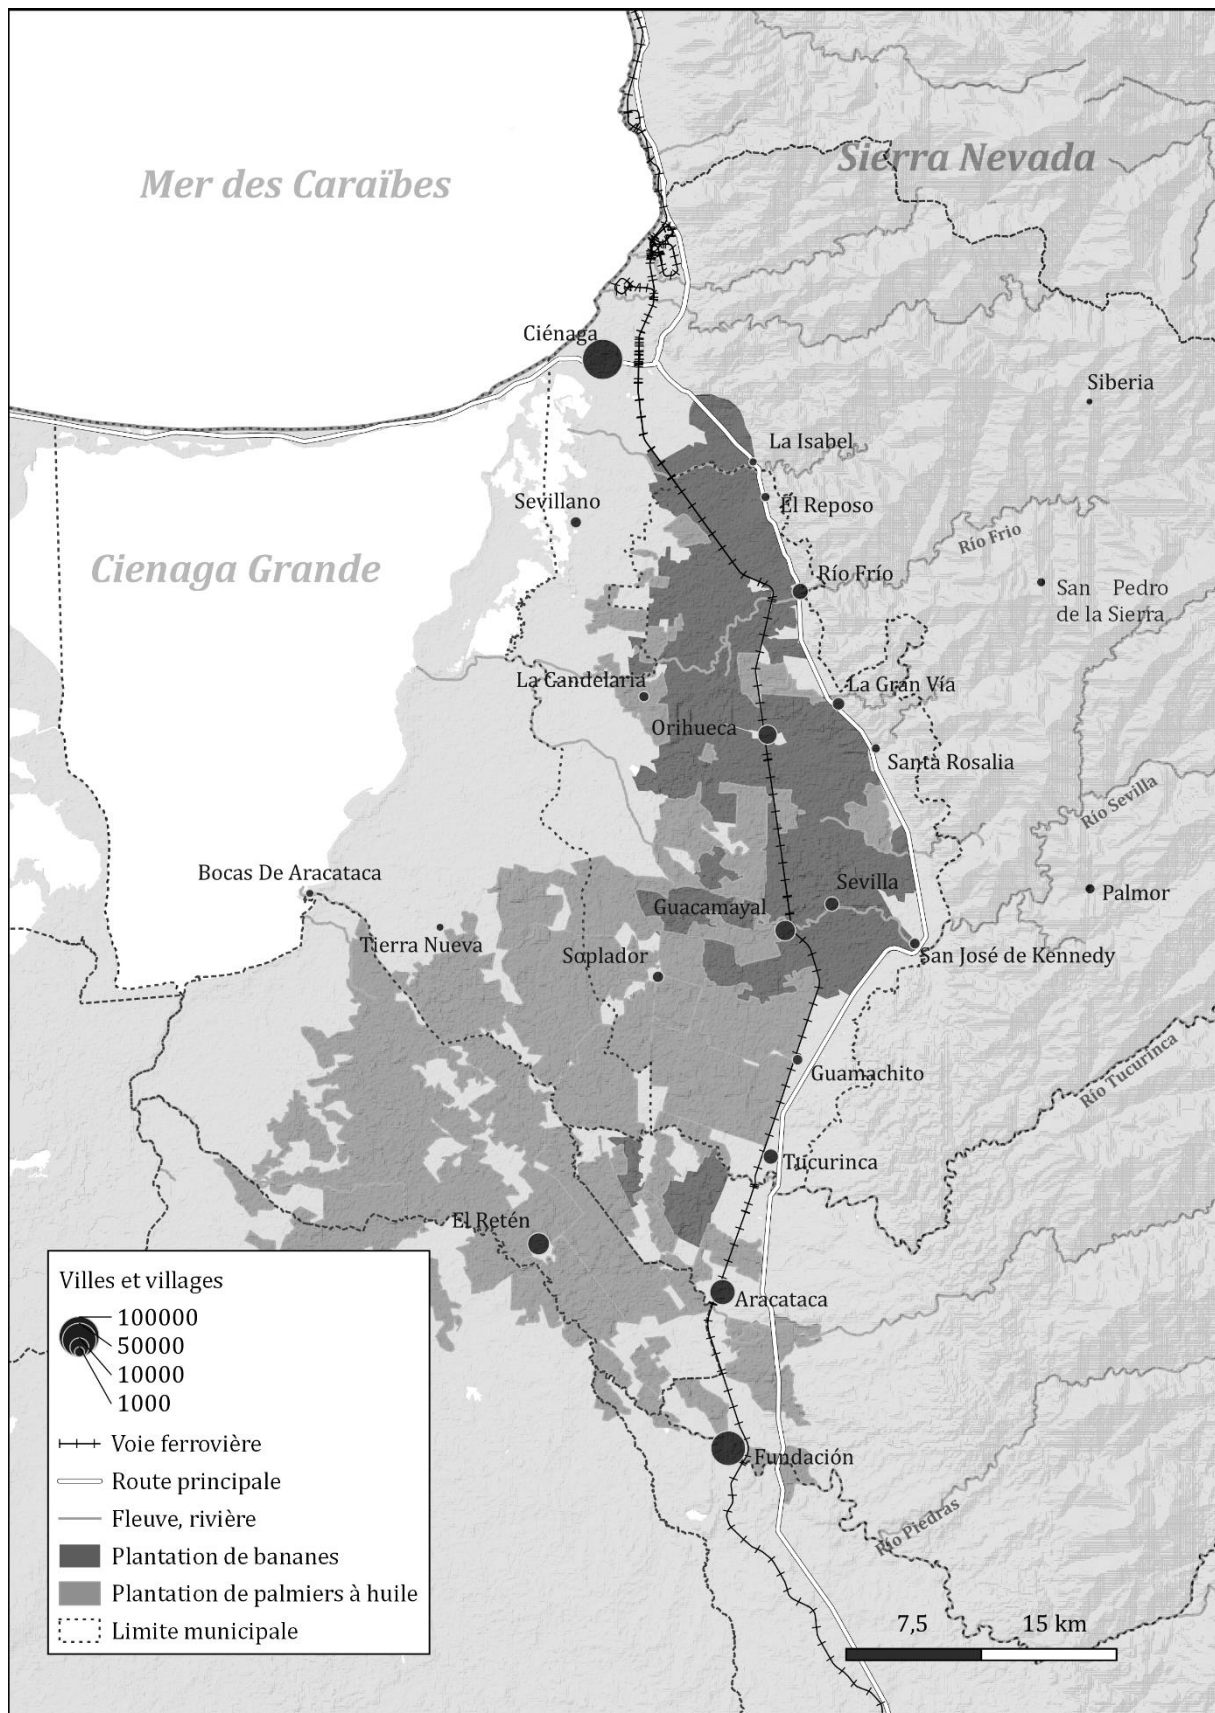 Mer des Caraïbes
Sierra Nevada
Ciénaga
Siberia
La Isabel
Sevillano
El Reposo
Río Frio
Cienaga Grande
Río Frío
San Pedro
de la Sierra
La Candelaria
La Gran Vía
Orihueca
Santa Rosalia
Río Sevilla
Bocas De Aracataca
Sevilla
Palmor
Guacamayal
Tierra Nueva
Soplador
San José de Kennedy
Guamachito
Río Tucurinca
Tucurinca
El Retén
Aracataca
Fundación
Río Piedras
Villes et villages
100000
50000
10000
1000
Voie ferrovière
Route principale
Fleuve, rivière
Plantation de bananes
Plantation de palmiers à huile
Limite municipale
7,5 15 km